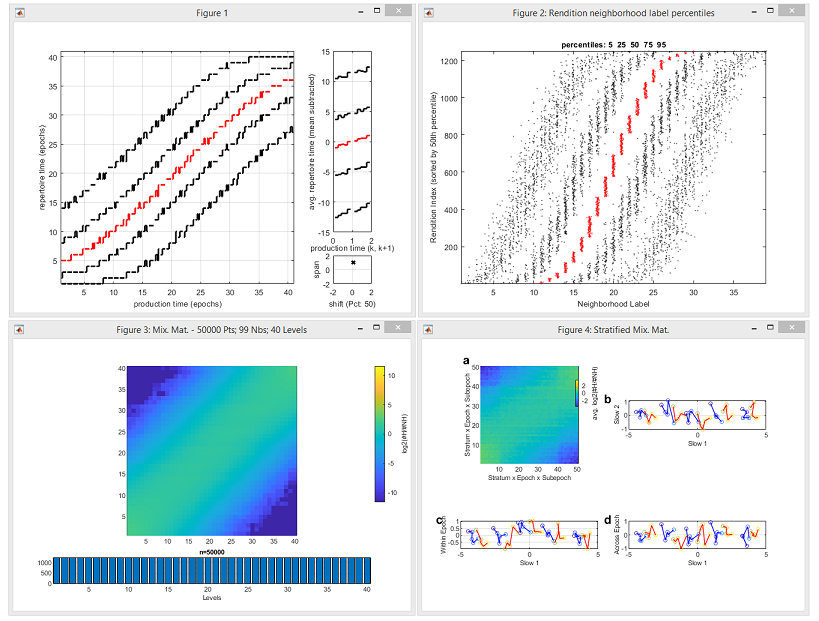 Figure 1
40
35
30
25
20
15
10
5
repertoire time (epochs)
5 10 15 20 25 30 35 40
production time (epochs)
15
10
5
0
-5
-10
-15
avg. repertoire time (mean subtracted)
0 1 2
production time (k, k+1)
2
0
-2
span
-2 0 2
shift (Pct: 50)
Figure 2: Rendition neighborhood label percentiles
percentiles: 5 25 50 75 95
1200
1000
800
600
400
200
Rendition Index (sorted by 50th percentile)
5 10 15 20 25 30 35
Neighborhood Label
Figure 3: Mix. Mat. - 50000 Pts; 99 Nbs; 40 Levels
40
35
30
25
20
15
10
5
5 10 15 20 25 30 35 40
10
5
0
-5
-10
log2(#H/#NH)
n=50000
1000
500
0
5 10 15 20 25 30 35 40
Levels
Figure 4: Stratified Mix. Mat.
a
50
40
30
20
10
Stratum x Epoch x Subepoch
10 20 30 40 50
Stratum x Epoch x Subepoch
2
0
-2
avg. log2(#H/#NH)
b
1
0
-1
Slow 2
-5 0 5
Slow 1
c
1
0.5
0
-0.5
Within Epoch
-5 0 5
Slow 1
d
1
0
-1
Across Epoch
-5 0 5
Slow 1